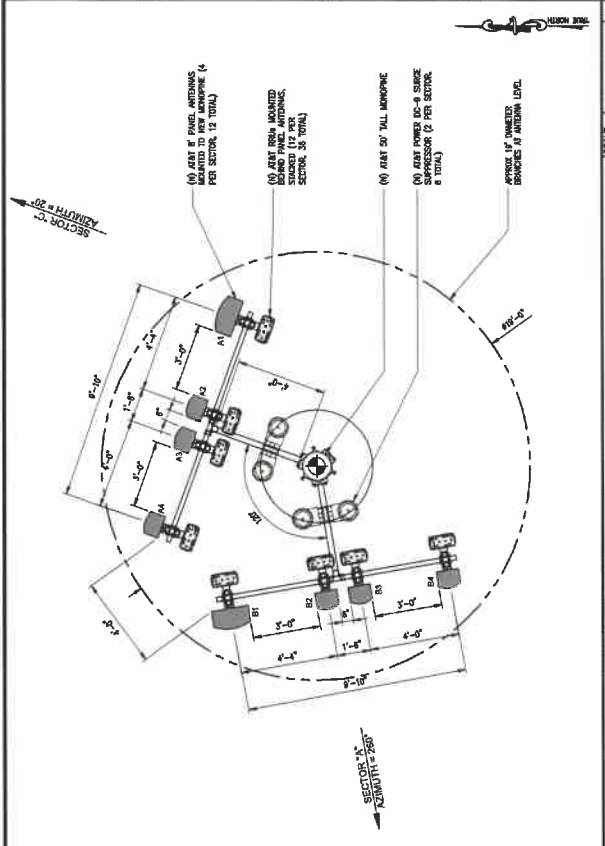 TRUE NORTH
SECTOR "C"
AZIMUTH = 20°
(N) AT&T 8' PANEL ANTENNAS
MOUNTED TO NEW MONOPINE (4
PER SECTOR, 12 TOTAL)
(N) AT&T RRUs MOUNTED
BEHIND PANEL ANTENNAS,
STACKED (12 PER
SECTOR, 36 TOTAL)
(N) AT&T 50' TALL MONOPINE
(N) AT&T POWER DC-9 SURGE
SUPPRESSOR (2 PER SECTOR,
6 TOTAL)
APPROX 19' DIAMETER
BRANCHES AT ANTENNA LEVEL
ø19'-0"
9'-10"
4'-4"
1'-6"
4'-0"
3'-0"
6"
3'-0"
A1
A2
A3
A4
4'-0"
120°
B1
B2
B3
B4
3'-0"
6"
3'-0"
4'-4"
1'-6"
4'-0"
9'-10"
SECTOR "A"
AZIMUTH = 260°